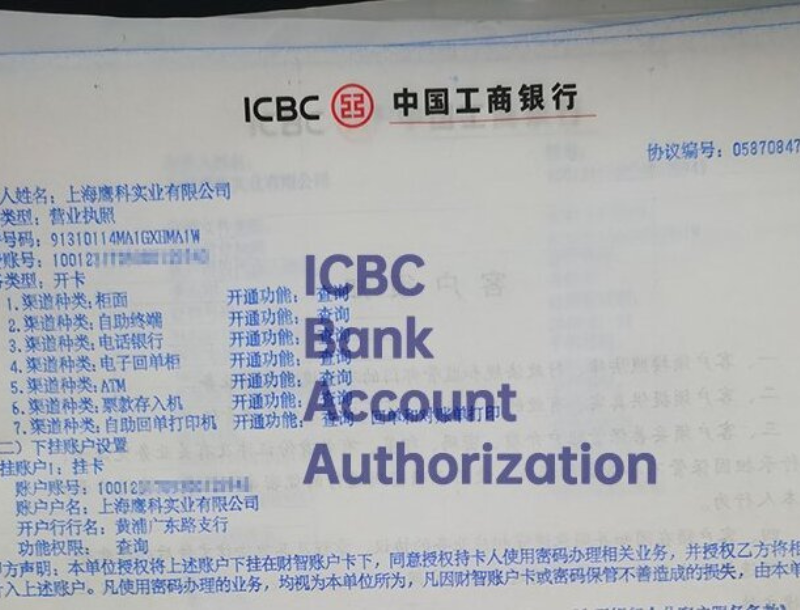 ICBC 中国工商银行
协议编号：05870847
人姓名：上海鹰科实业有限公司
类型：营业执照
号码：91310114MA1GXHMA1W
账号：10012
类型：开卡
1.渠道种类：柜面 开通功能：查询
2.渠道种类：自助终端 开通功能：查询
3.渠道种类：电话银行 开通功能：查询
4.渠道种类：电子回单柜 开通功能：查询
5.渠道种类：ATM 开通功能：查询
6.渠道种类：票款存入机 开通功能：查询
7.渠道种类：自助回单打印机 开通功能：查询 回单和对账单打印
ICBC
Bank
Account
Authorization
二）下挂账户设置
挂账户1：挂卡
账户账号：10012
账户户名：上海鹰科实业有限公司
开户行行名：黄浦广东路支行
功能权限： 查询
方声明：本单位授权将上述账户下挂在财智账户卡下，同意授权持卡人使用密码办理相关业务，并授权乙方将相
入上述账户。凡使用密码办理的业务，均视为本单位所为，凡因财智账户卡或密码保管不善造成的损失，由本单